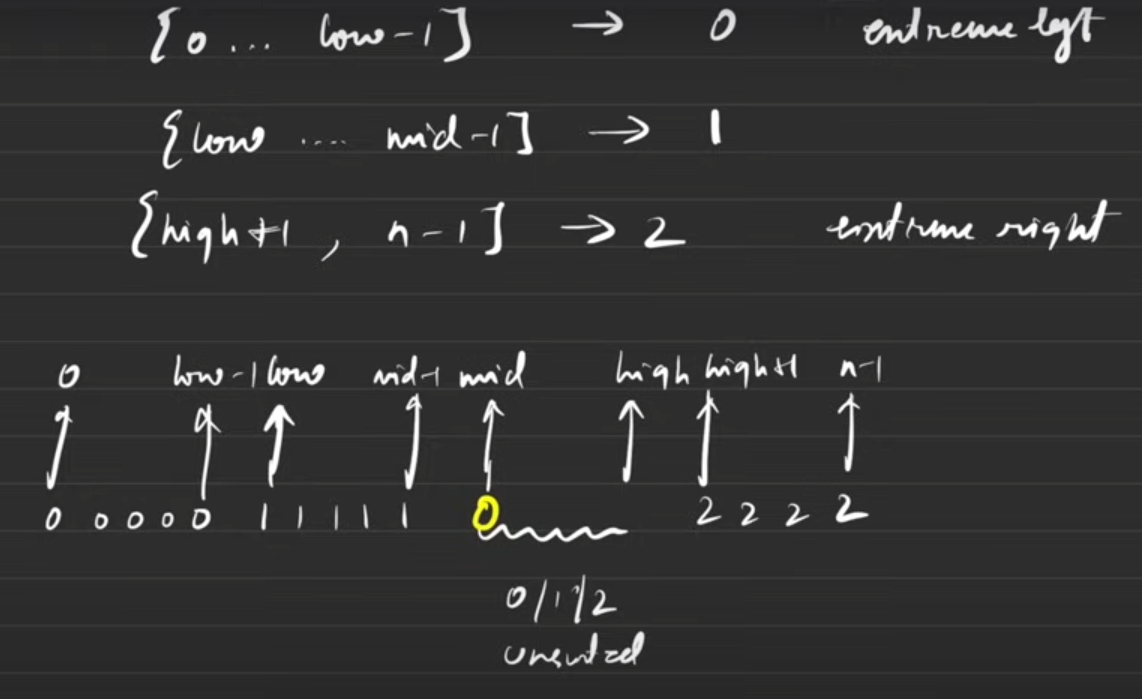 [0 ... low-1] → 0 extreme left
[low .... mid-1] → 1
[high+1, n-1] → 2 extreme right
0 low-1 low mid-1 mid high high+1 n-1
0 0 0 0 0 1 1 1 1 1 0 2 2 2 2
0/1/2
unsorted